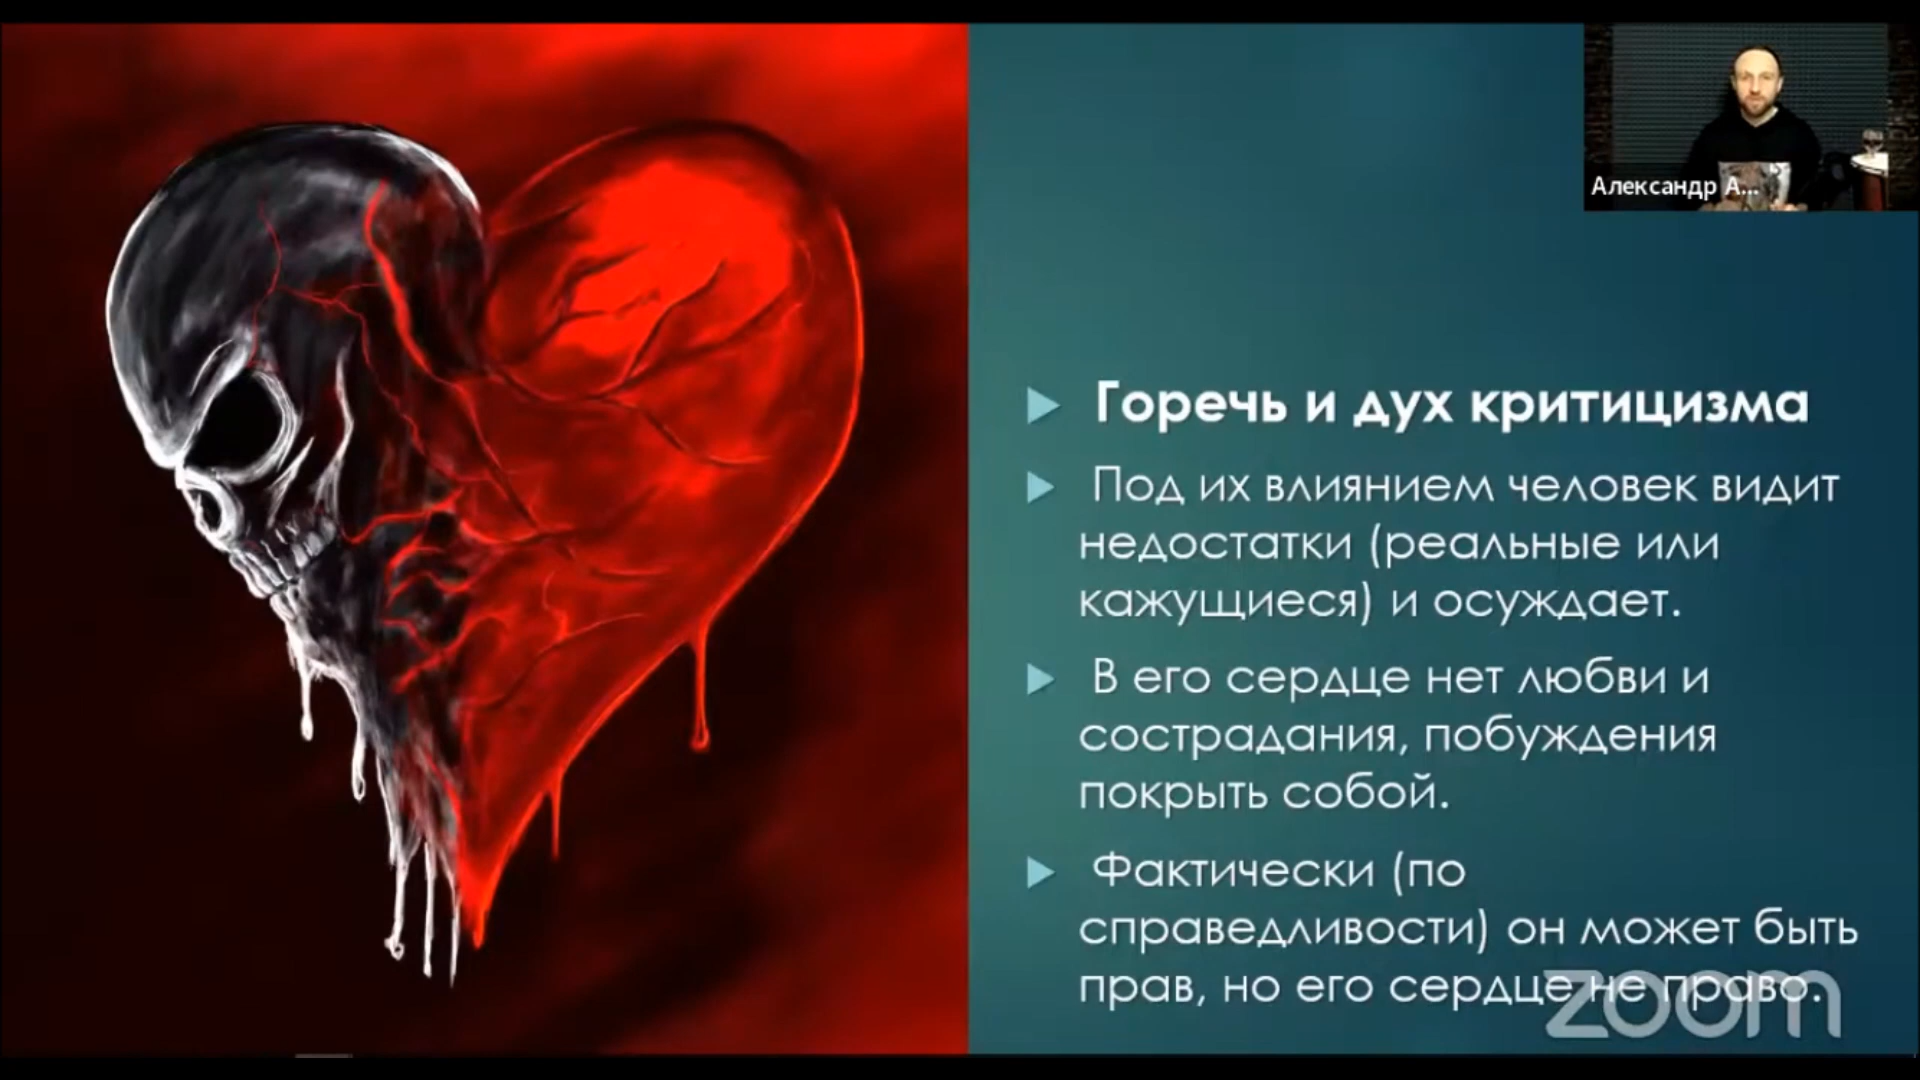 Александр А...
Горечь и дух критицизма
Под их влиянием человек видит
недостатки (реальные или
кажущиеся) и осуждает.
В его сердце нет любви и
сострадания, побуждения
покрыть собой.
Фактически (по
справедливости) он может быть
прав, но его сердце не право.
zoom